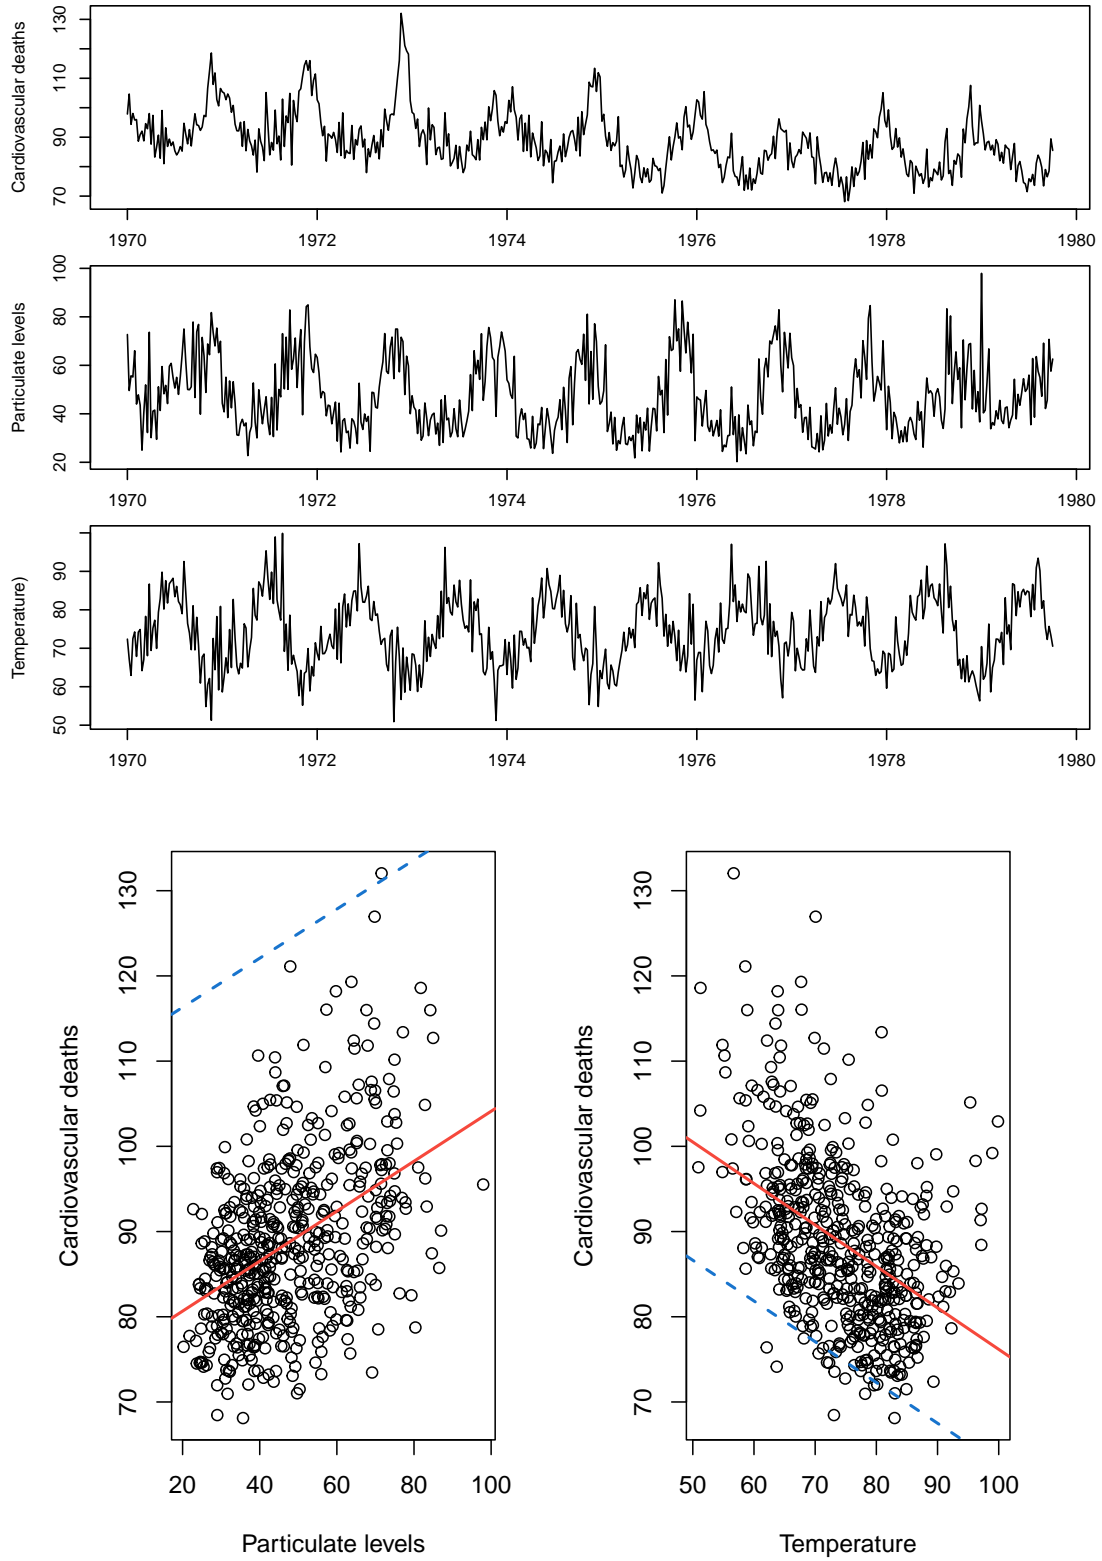 Cardiovascular deaths
130
110
90
70
1970 1972 1974 1976 1978 1980
Particulate levels
100
80
60
40
20
1970 1972 1974 1976 1978 1980
Temperature)
90
80
70
60
50
1970 1972 1974 1976 1978 1980
Cardiovascular deaths
130
120
110
100
90
80
70
20 40 60 80 100
Particulate levels
Cardiovascular deaths
130
120
110
100
90
80
70
50 60 70 80 90 100
Temperature